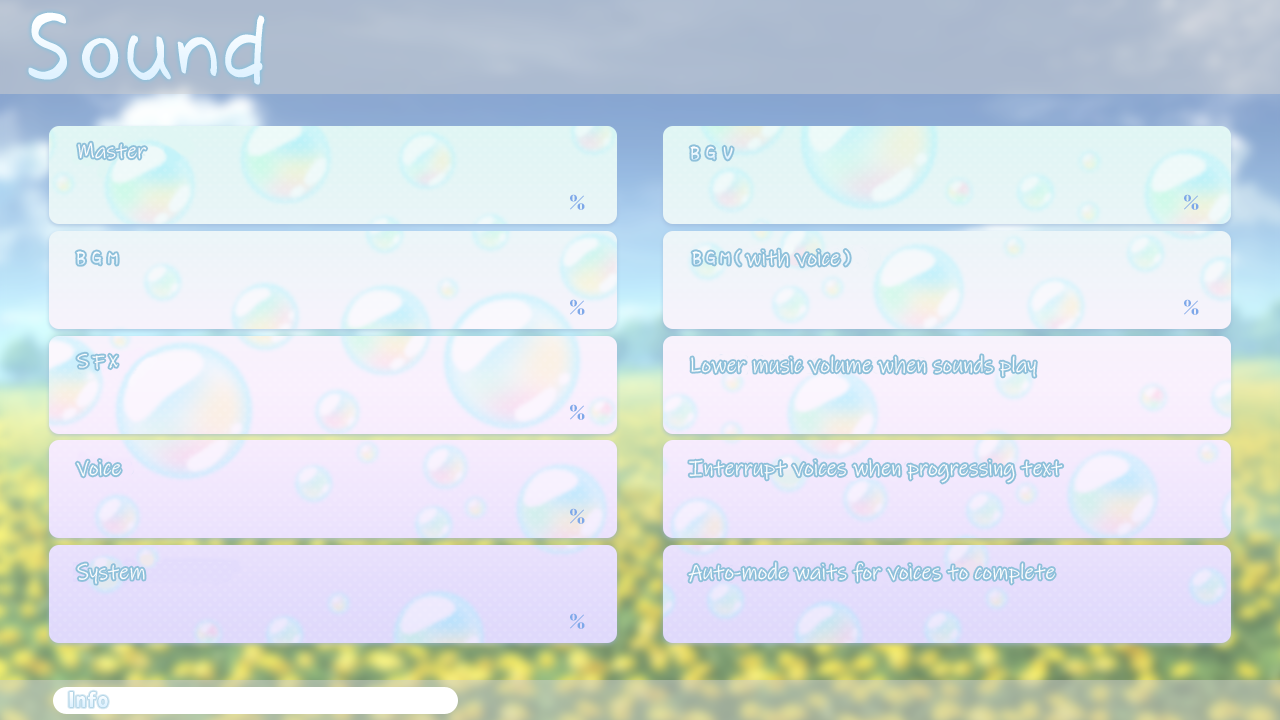 Sound
Master
%
BGM
%
SFX
%
Voice
%
System
%
BGV
%
BGM(with voice)
%
Lower music volume when sounds play
Interrupt voices when progressing text
Auto-mode waits for voices to complete
Info